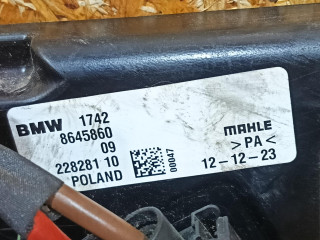 BMW 1742
8645860
09
228281 10
POLAND
00047
MAHLE
>PA<
12-12-23